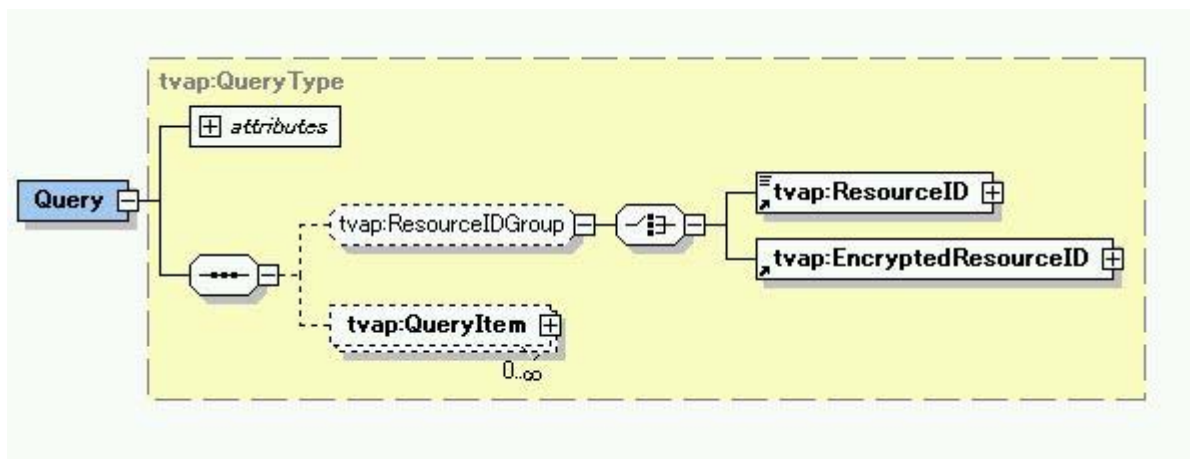 tvap:QueryType
attributes
Query
tvap:ResourceID
tvap:ResourceIDGroup
tvap:EncryptedResourceID
tvap:QueryItem
0..∞